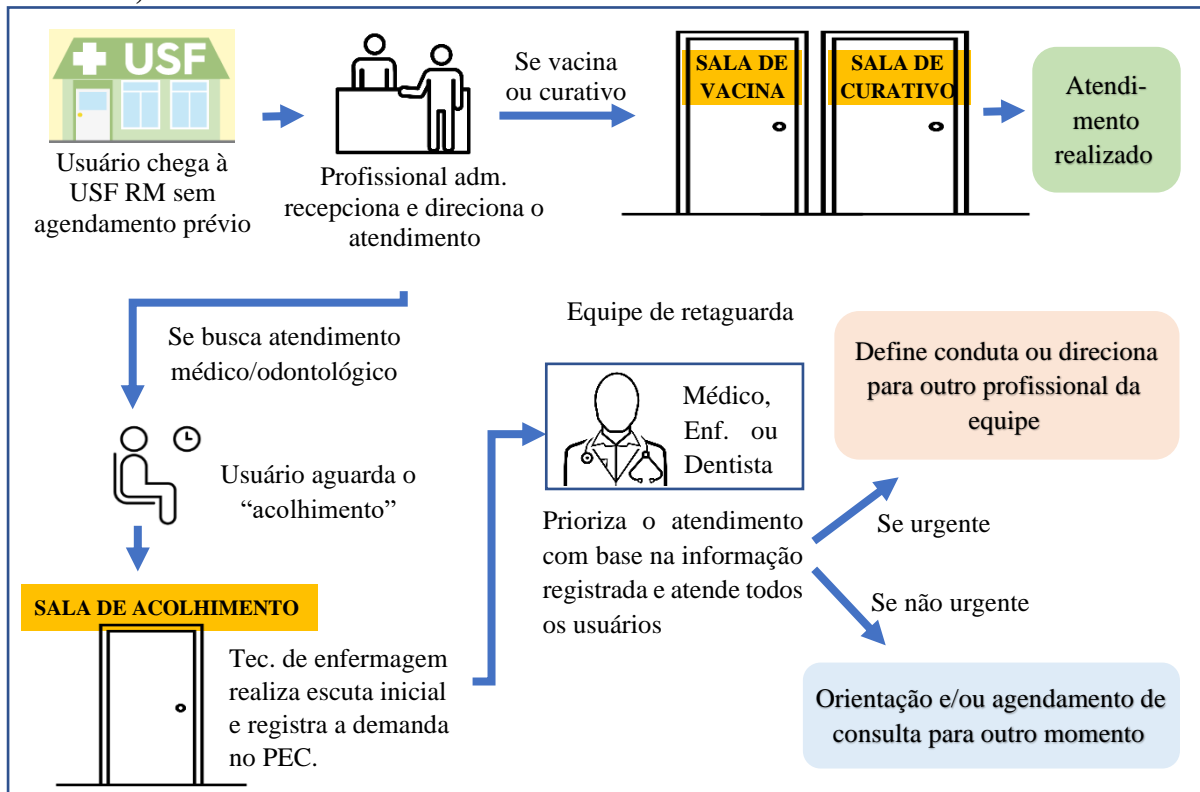 USF
Usuário chega à
USF RM sem
agendamento prévio
Profissional adm.
recepciona e direciona o
atendimento
Se vacina
ou curativo
SALA DE
VACINA
SALA DE
CURATIVO
Atendi-
mento
realizado
Se busca atendimento
médico/odontológico
Usuário aguarda o
“acolhimento”
SALA DE ACOLHIMENTO
Tec. de enfermagem
realiza escuta inicial
e registra a demanda
no PEC.
Equipe de retaguarda
Médico,
Enf. ou
Dentista
Prioriza o atendimento
com base na informação
registrada e atende todos
os usuários
Se urgente
Define conduta ou direciona
para outro profissional da
equipe
Se não urgente
Orientação e/ou agendamento de
consulta para outro momento